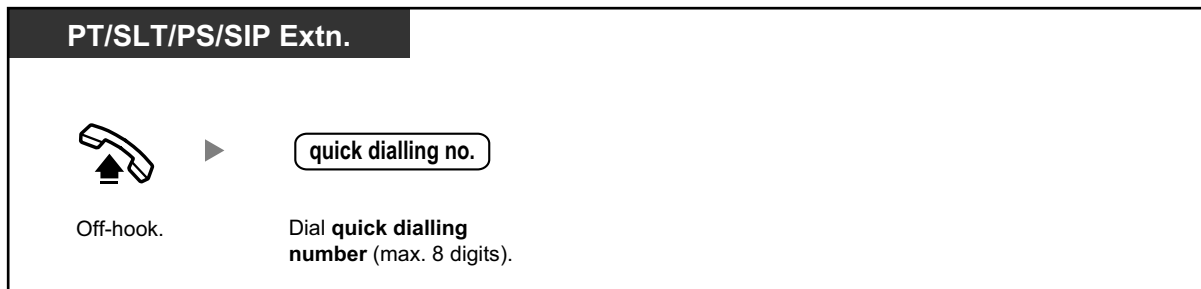 PT/SLT/PS/SIP Extn.
quick dialling no.
Off-hook.
Dial quick dialling
number (max. 8 digits).